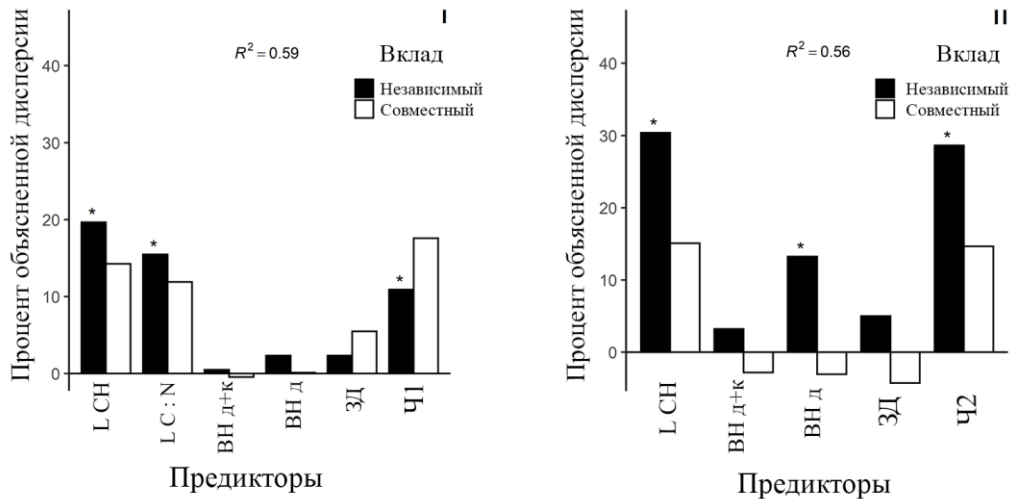 I
R² = 0.59
Вклад
Независимый
Совместный
Процент объясненной дисперсии
40
30
20
10
0
*
*
*
L CH
L C : N
ВН д+к
ВН д
ЗД
Ч1
Предикторы
II
R² = 0.56
Вклад
Независимый
Совместный
Процент объясненной дисперсии
40
30
20
10
0
*
*
*
L CH
ВН д+к
ВН д
ЗД
Ч2
Предикторы